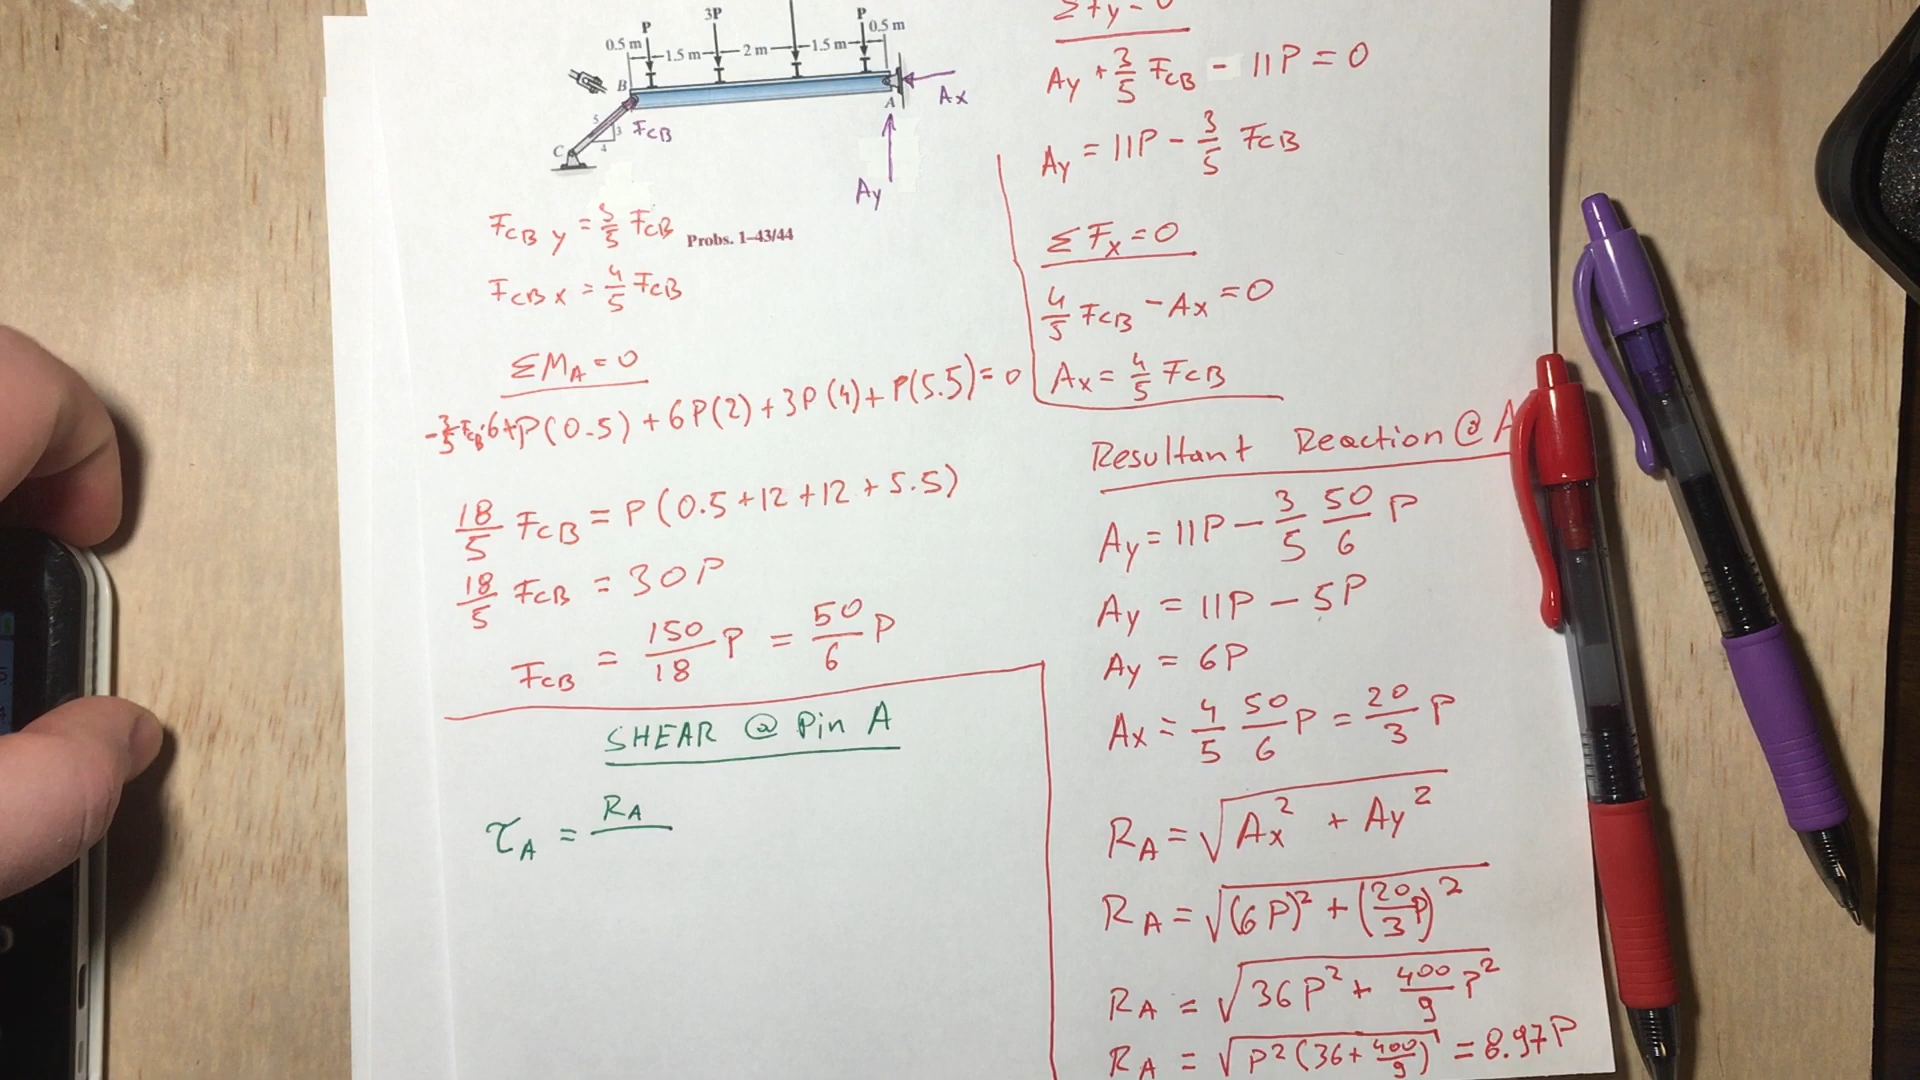 P
3P
P
0.5 m
0.5 m
1.5 m
2 m
1.5 m
B
A
Ax
5
3
4
FCB
C
Ay
FCB y = 3/5 FCB
Probs. 1–43/44
FCB x = 4/5 FCB
ΣMA = 0
-3/5 FCB·6+P(0.5) + 6P(2) + 3P(4) + P(5.5) = 0
18/5 FCB = P(0.5+12+12+5.5)
18/5 FCB = 30P
FCB = 150/18 P = 50/6 P
SHEAR @ Pin A
τA = RA
ΣFy = 0
Ay + 3/5 FCB - 11P = 0
Ay = 11P - 3/5 FCB
ΣFx = 0
4/5 FCB - Ax = 0
Ax = 4/5 FCB
Resultant Reaction @ A
Ay = 11P - 3/5 50/6 P
Ay = 11P - 5P
Ay = 6P
Ax = 4/5 50/6 P = 20/3 P
RA = √Ax² + Ay²
RA = √(6P)² + (20/3 P)²
RA = √36P² + 400/9 P²
RA = √P²(36+400/9) = 8.97P